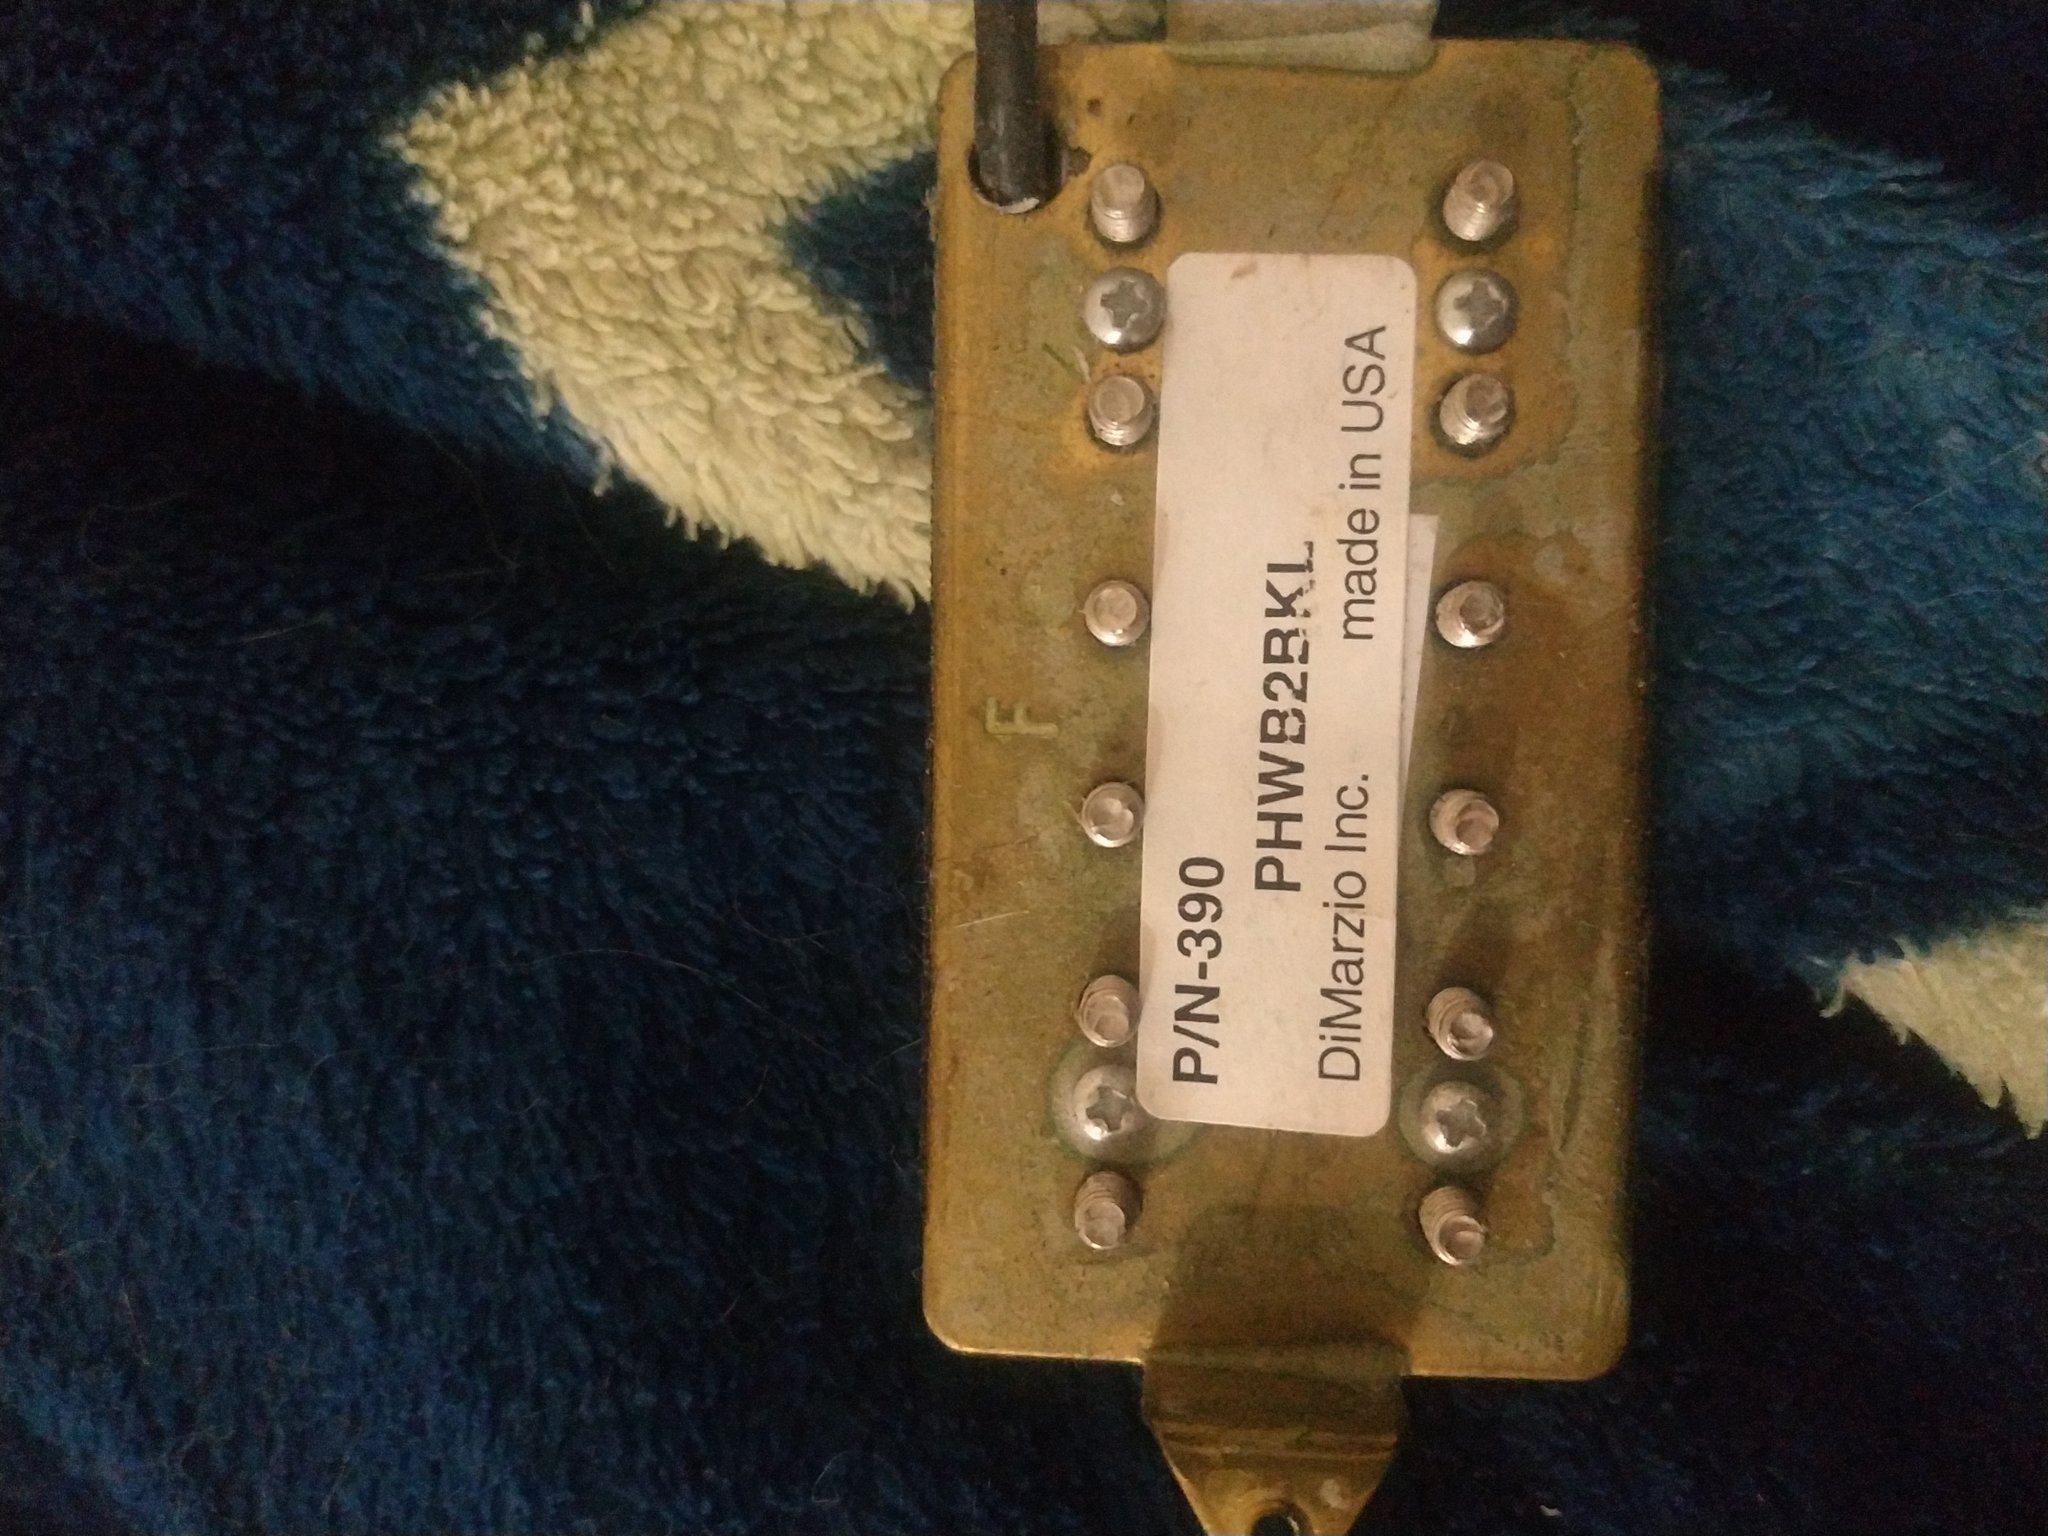 F
P/N-390
PHWB2BKL
DiMarzio Inc. made in USA